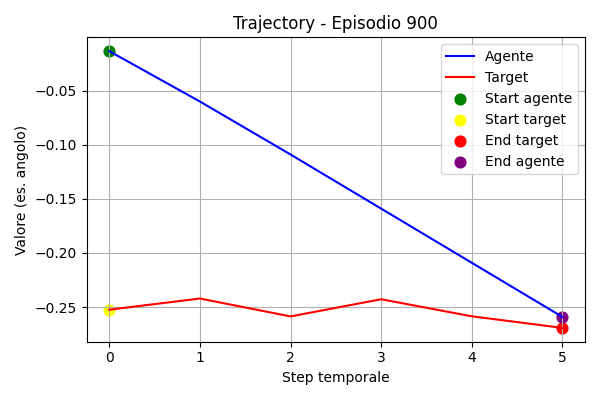 Trajectory - Episodio 900
Agente
Target
Start agente
Start target
End target
End agente
Valore (es. angolo)
−0.05
−0.10
−0.15
−0.20
−0.25
0 1 2 3 4 5
Step temporale